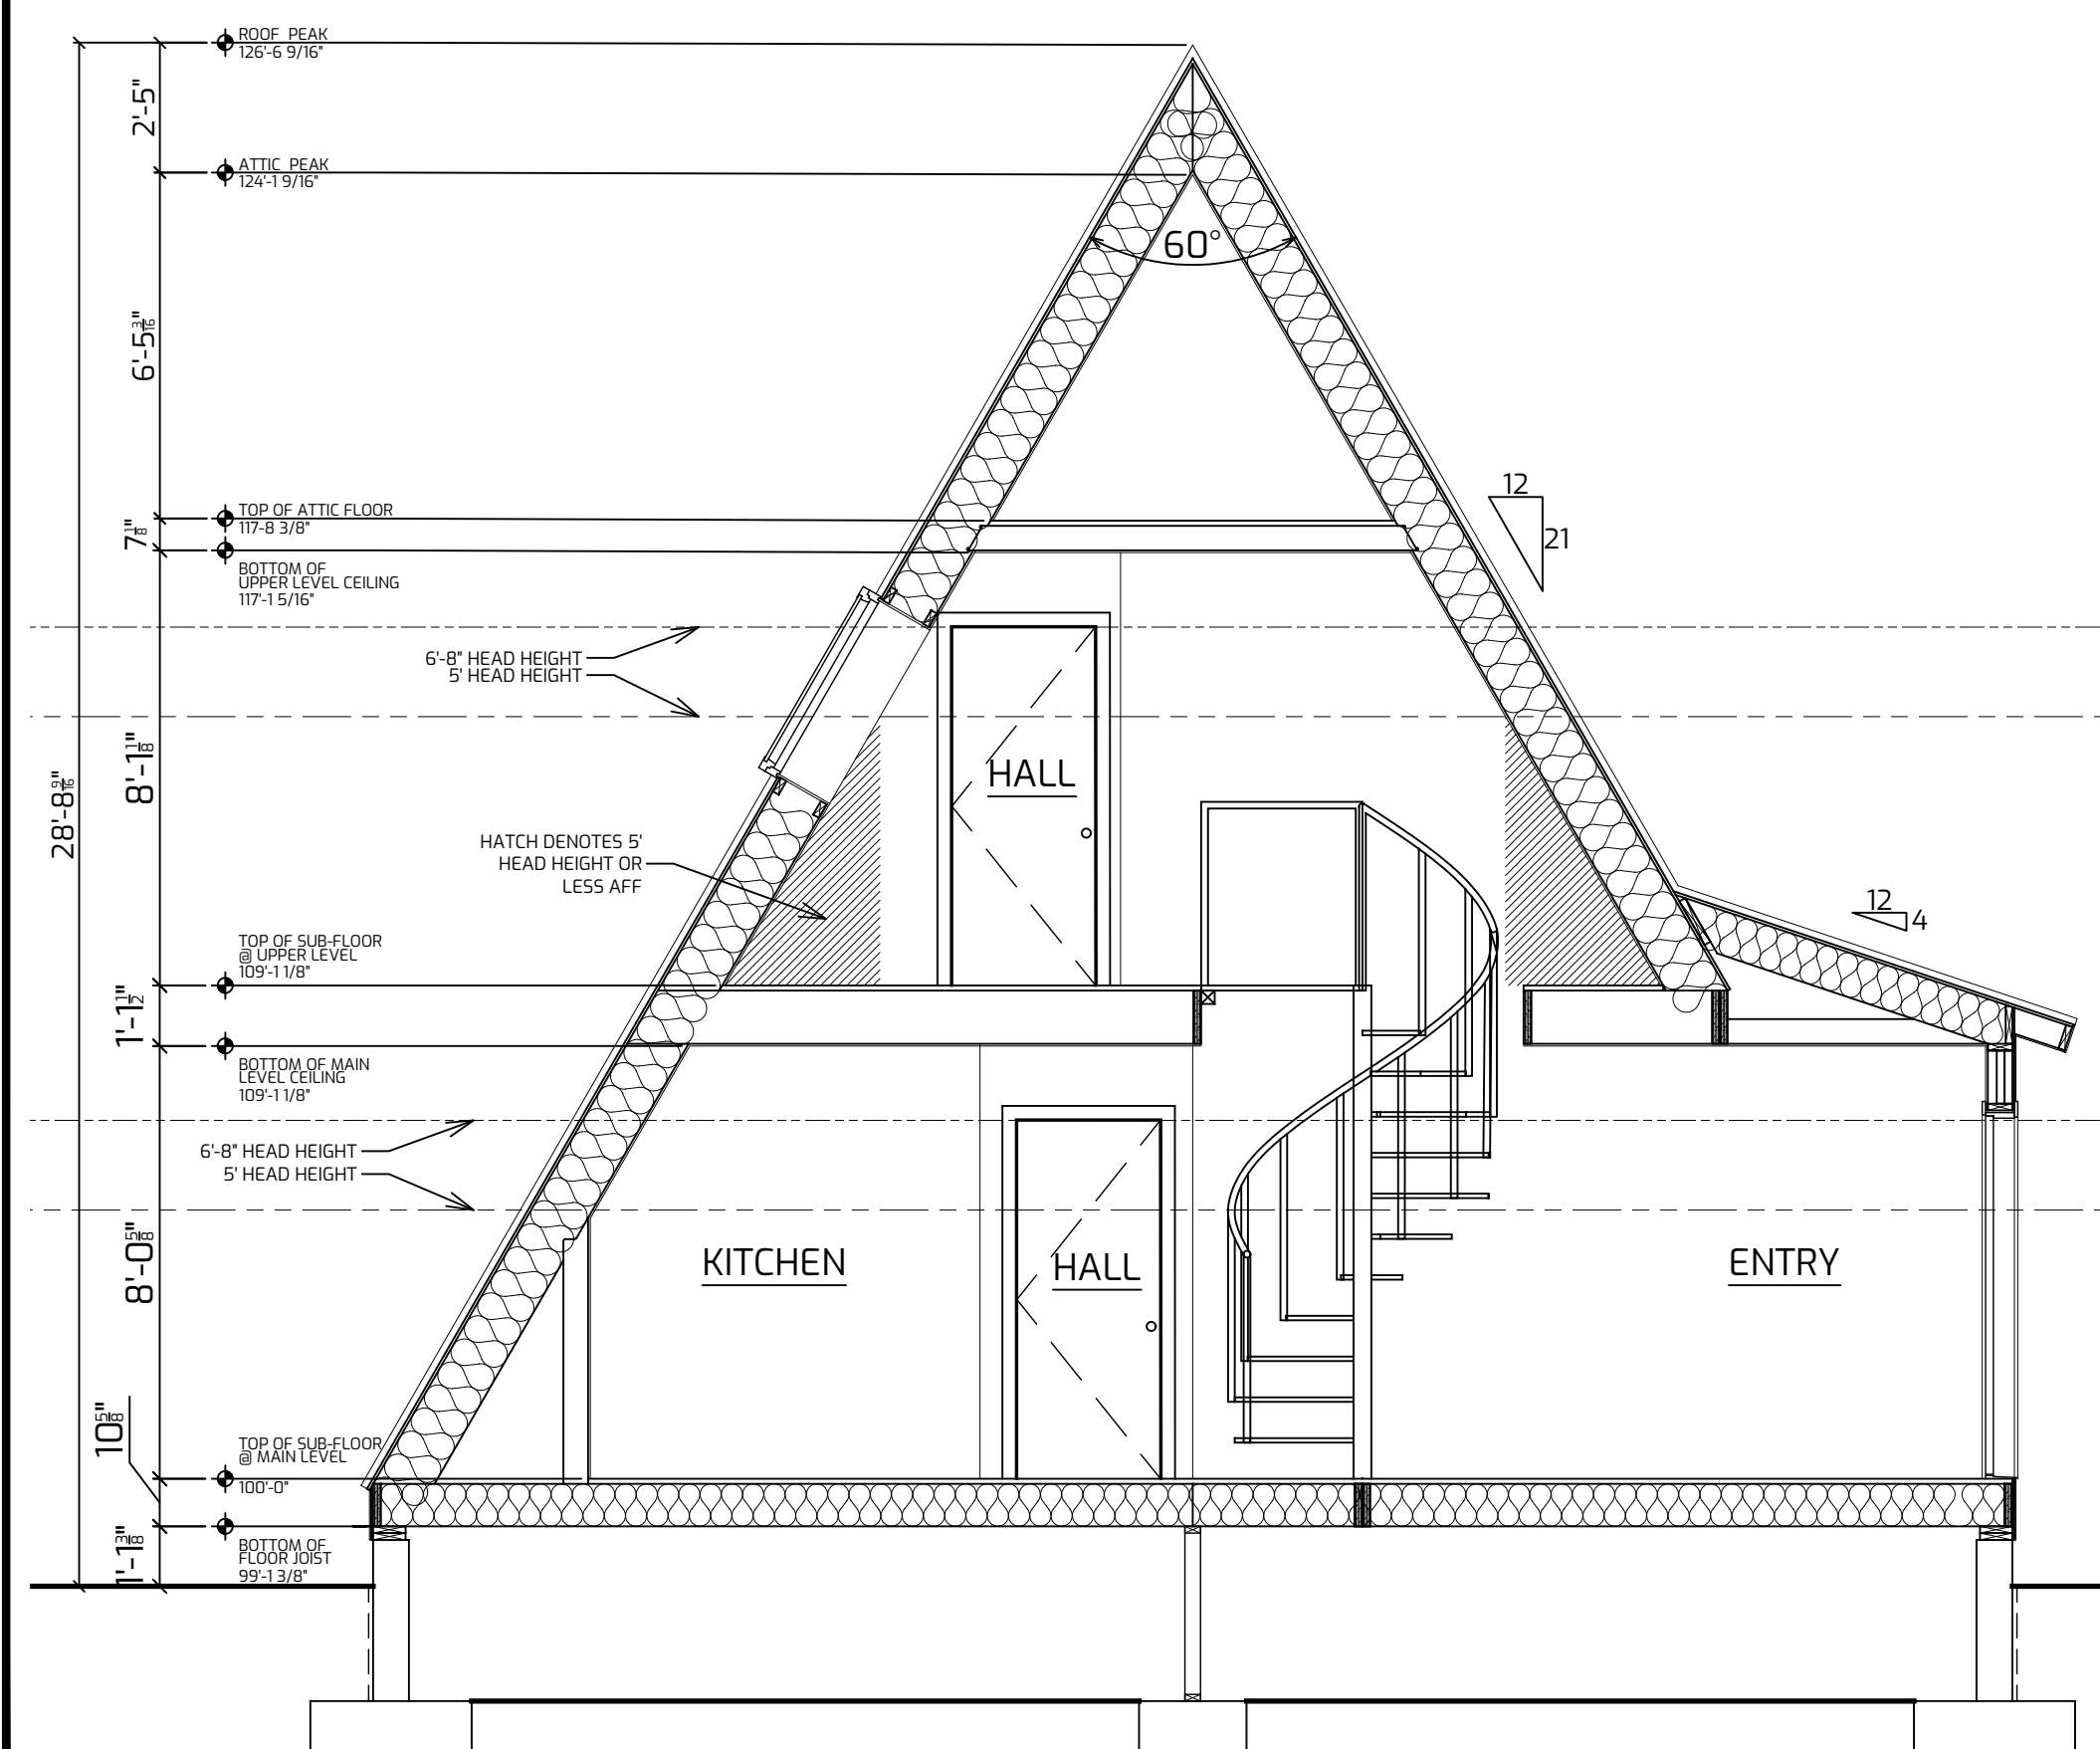 ROOF PEAK
126'-6 9/16"
2'-5"
ATTIC PEAK
124'-1 9/16"
60°
6'-5 3/16"
12
21
TOP OF ATTIC FLOOR
117-8 3/8"
7 1/8"
BOTTOM OF
UPPER LEVEL CEILING
117'-1 5/16"
6'-8" HEAD HEIGHT
5' HEAD HEIGHT
8'-1 1/8"
28'-8 9/16"
HALL
HATCH DENOTES 5'
HEAD HEIGHT OR
LESS AFF
12
4
TOP OF SUB-FLOOR
@ UPPER LEVEL
109'-1 1/8"
1'-1 1/2"
BOTTOM OF MAIN
LEVEL CEILING
109'-1 1/8"
6'-8" HEAD HEIGHT
5' HEAD HEIGHT
8'-0 5/8"
KITCHEN
HALL
ENTRY
10 5/8"
TOP OF SUB-FLOOR
@ MAIN LEVEL
100'-0"
BOTTOM OF
FLOOR JOIST
99'-1 3/8"
1'-1 3/8"